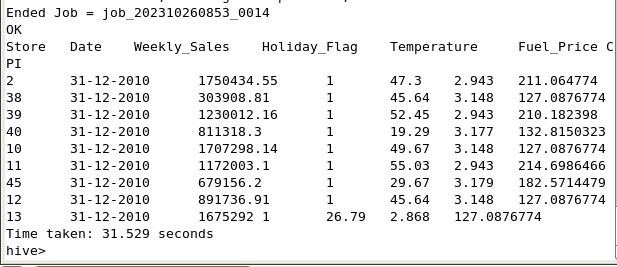 Ended Job = job_202310260853_0014
OK
Store Date Weekly_Sales Holiday_Flag Temperature Fuel_Price C
PI
2 31-12-2010 1750434.55 1 47.3 2.943 211.064774
38 31-12-2010 303908.81 1 45.64 3.148 127.0876774
39 31-12-2010 1230012.16 1 52.45 2.943 210.182398
40 31-12-2010 811318.3 1 19.29 3.177 132.8150323
10 31-12-2010 1707298.14 1 49.67 3.148 127.0876774
11 31-12-2010 1172003.1 1 55.03 2.943 214.6986466
45 31-12-2010 679156.2 1 29.67 3.179 182.5714479
12 31-12-2010 891736.91 1 45.64 3.148 127.0876774
13 31-12-2010 1675292 1 26.79 2.868 127.0876774
Time taken: 31.529 seconds
hive>